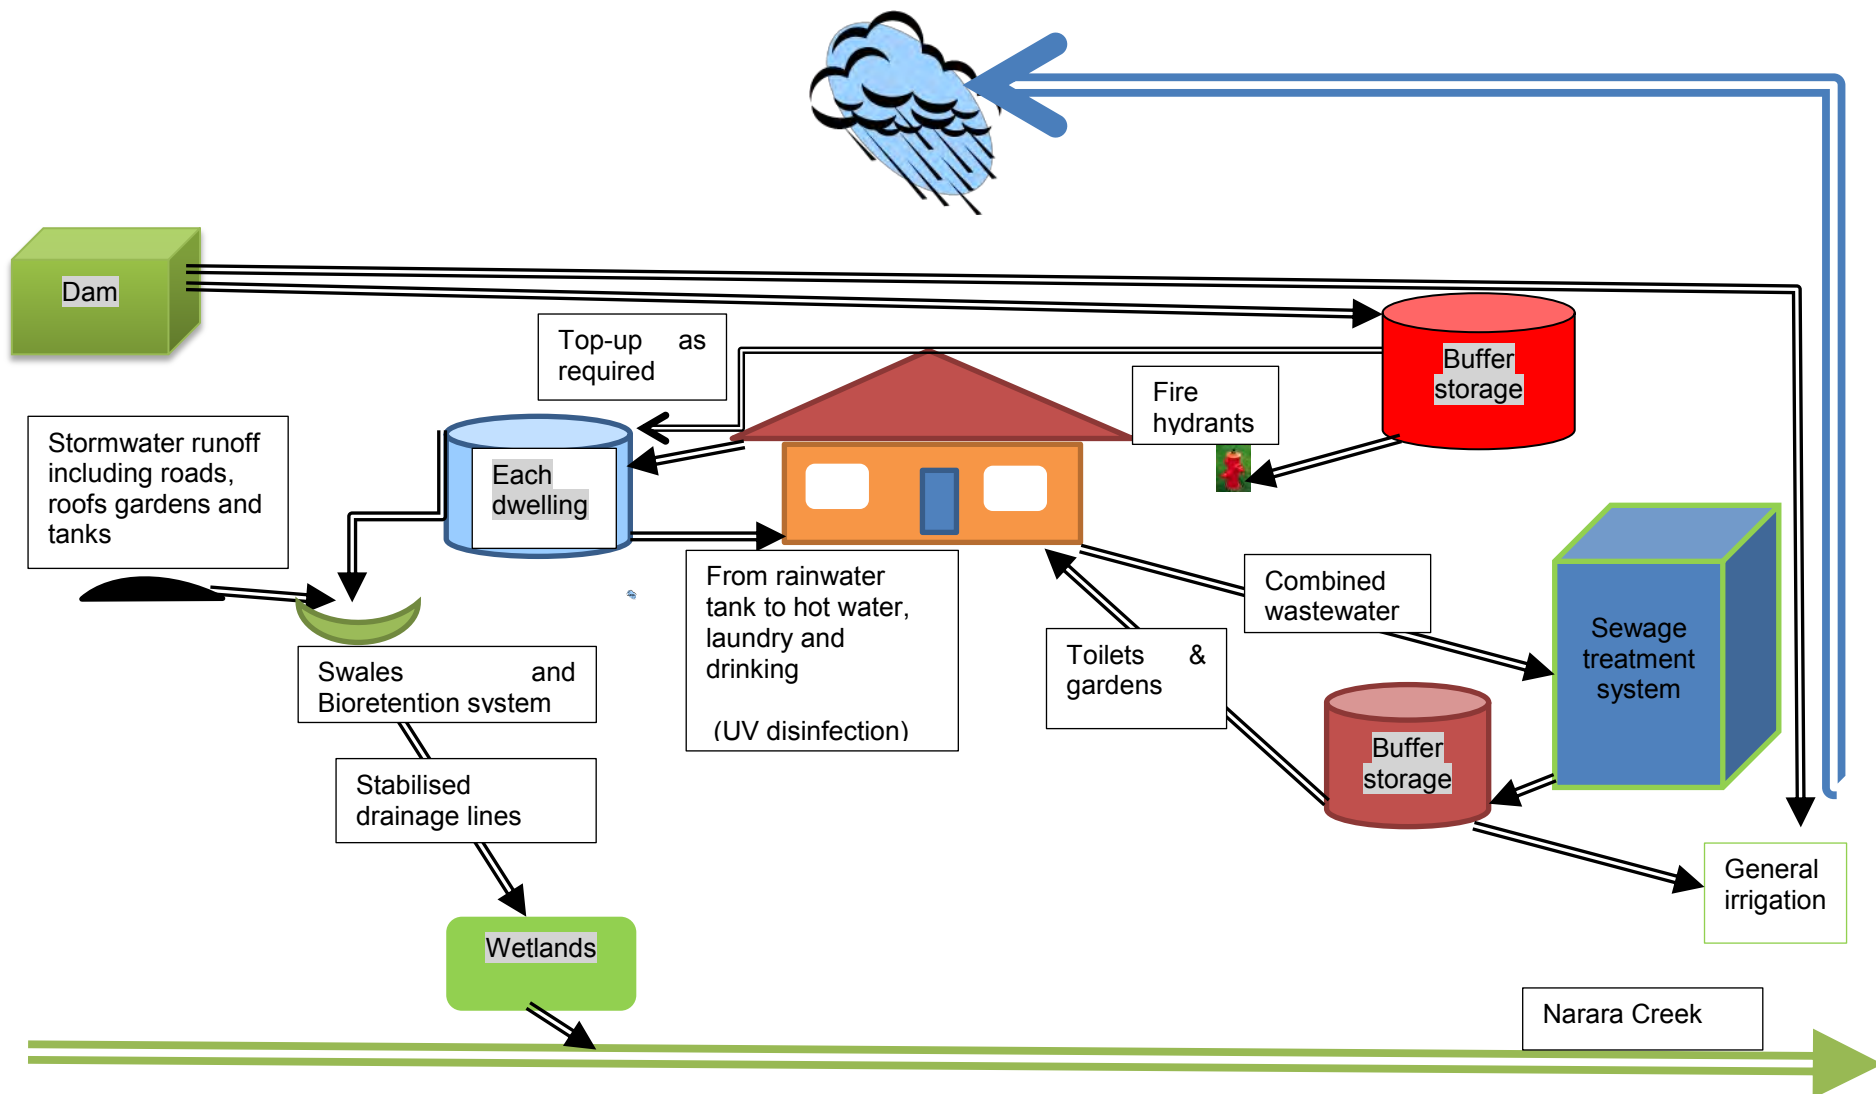 Dam
Top-up as
required
Buffer
storage
Fire
hydrants
Stormwater runoff
including roads,
roofs gardens and
tanks
Each
dwelling
From rainwater
tank to hot water,
laundry and
drinking
(UV disinfection)
Combined
wastewater
Toilets &
gardens
Sewage
treatment
system
Swales and
Bioretention system
Buffer
storage
Stabilised
drainage lines
General
irrigation
Wetlands
Narara Creek